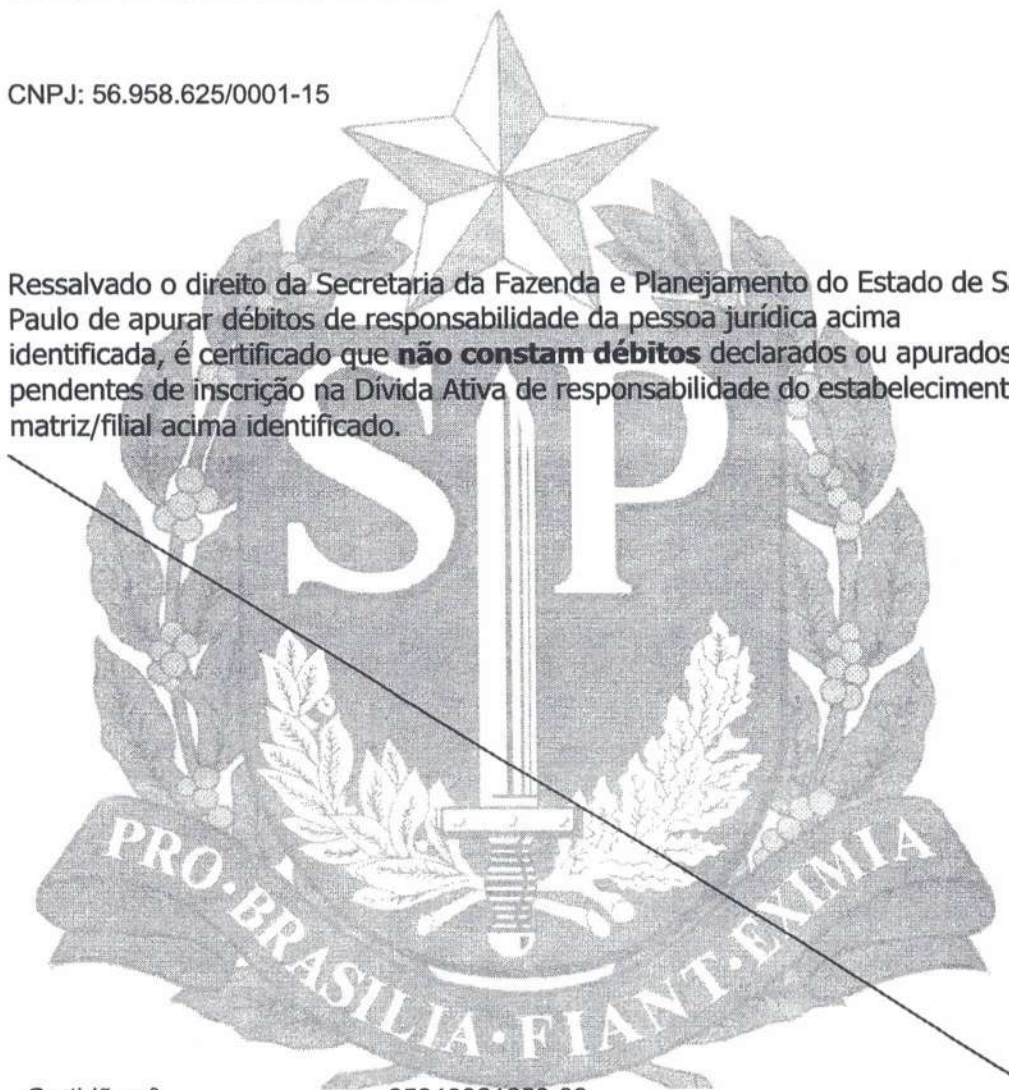 CNPJ: 56.958.625/0001-15
Ressalvado o direito da Secretaria da Fazenda e Planejamento do Estado de S
Paulo de apurar débitos de responsabilidade da pessoa jurídica acima
identificada, é certificado que não constam débitos declarados ou apurados
pendentes de inscrição na Dívida Ativa de responsabilidade do estabeleciment
matriz/filial acima identificado.
SP
PRO·BRASILIA·FIANT·EXIMIA